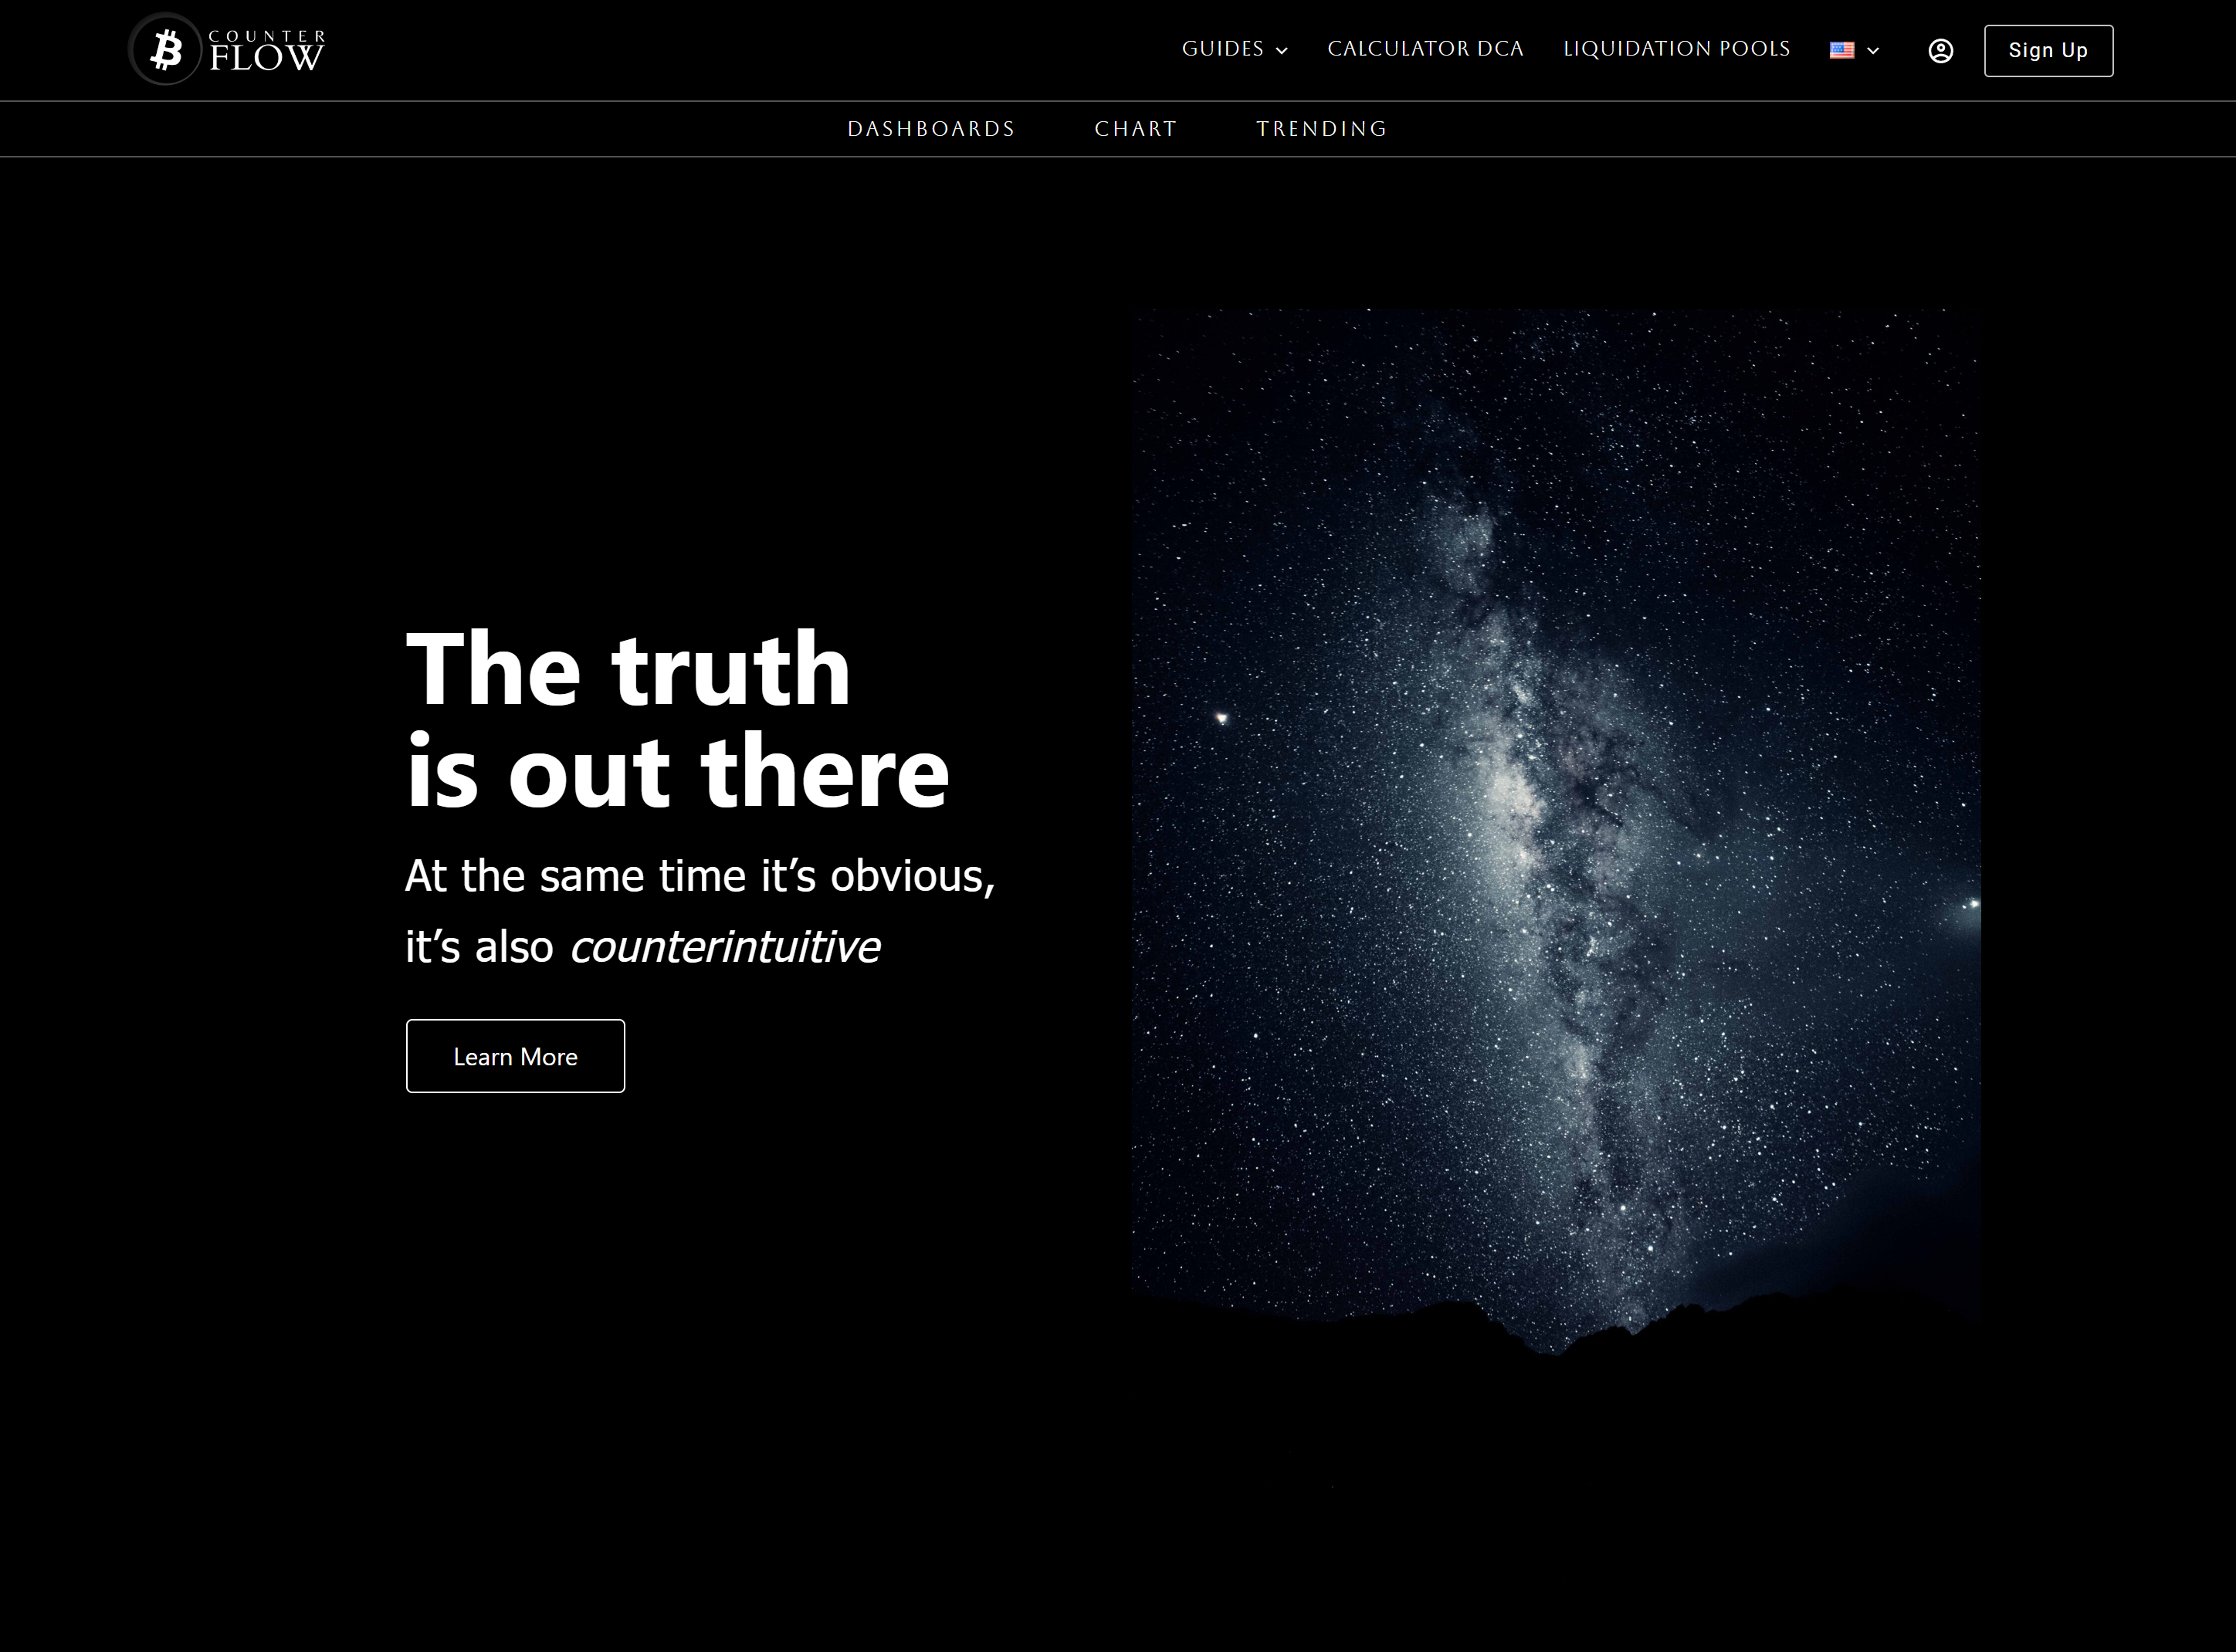 COUNTER
FLOW
GUIDES
CALCULATOR DCA
LIQUIDATION POOLS
Sign Up
DASHBOARDS
CHART
TRENDING
The truth
is out there
At the same time it’s obvious,
it’s also counterintuitive
Learn More